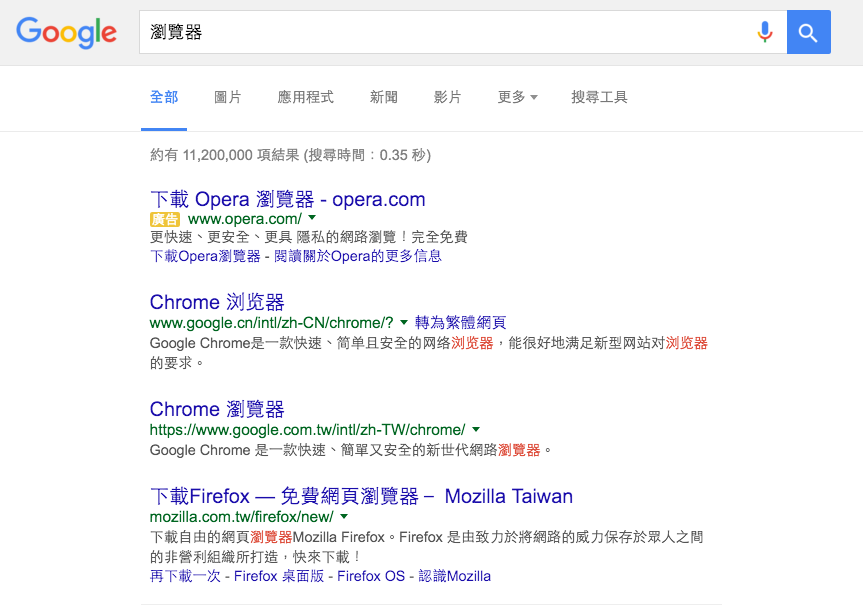 Google 瀏覽器
全部 圖片 應用程式 新聞 影片 更多 搜尋工具
約有 11,200,000 項結果 (搜尋時間：0.35 秒)
下載 Opera 瀏覽器 - opera.com
廣告 www.opera.com/
更快速、更安全、更具 隱私的網路瀏覽！完全免費
下載Opera瀏覽器 - 閱讀關於Opera的更多信息
Chrome 浏览器
www.google.cn/intl/zh-CN/chrome/? 轉為繁體網頁
Google Chrome是一款快速、简单且安全的网络浏览器，能很好地满足新型网站对浏览器
的要求。
Chrome 瀏覽器
https://www.google.com.tw/intl/zh-TW/chrome/
Google Chrome 是一款快速、簡單又安全的新世代網路瀏覽器。
下載Firefox — 免費網頁瀏覽器－ Mozilla Taiwan
mozilla.com.tw/firefox/new/
下載自由的網頁瀏覽器Mozilla Firefox。Firefox 是由致力於將網路的威力保存於眾人之間
的非營利組織所打造，快來下載！
再下載一次 - Firefox 桌面版 - Firefox OS - 認識Mozilla